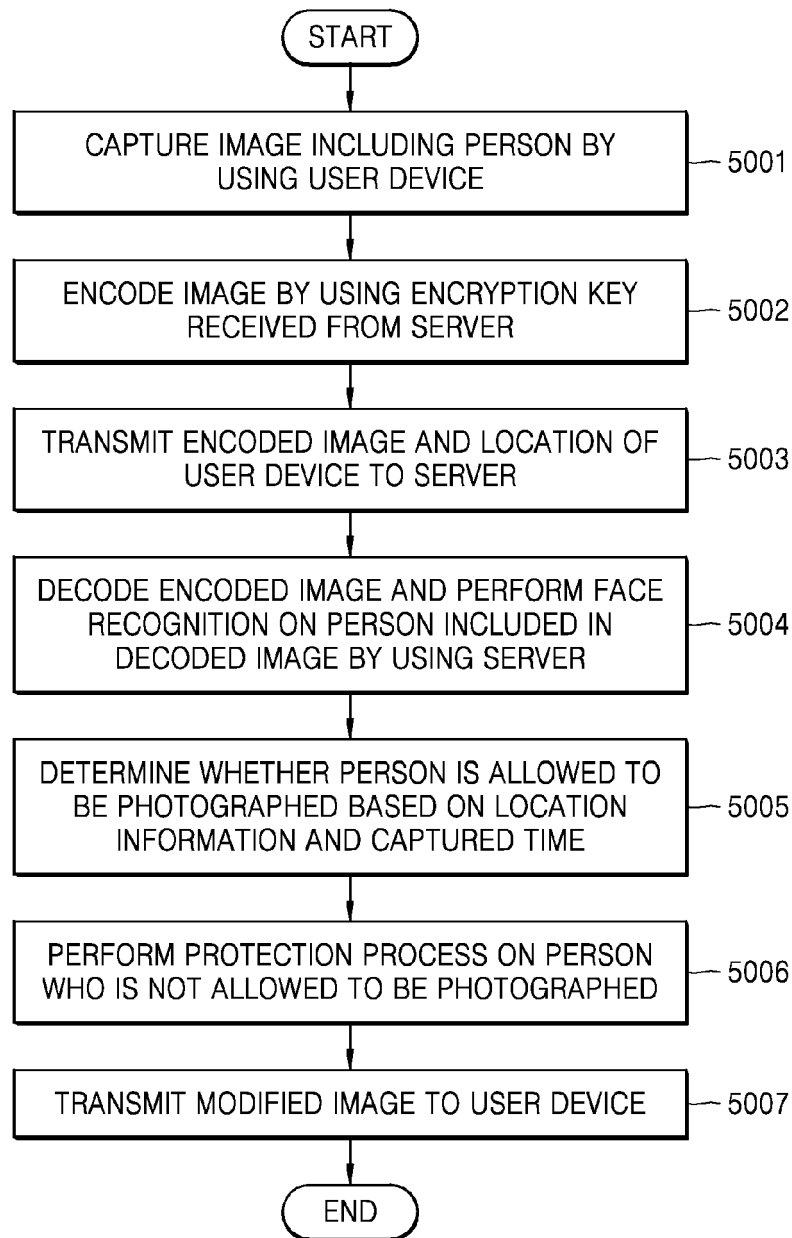 START
CAPTURE IMAGE INCLUDING PERSON BY
USING USER DEVICE
5001
ENCODE IMAGE BY USING ENCRYPTION KEY
RECEIVED FROM SERVER
5002
TRANSMIT ENCODED IMAGE AND LOCATION OF
USER DEVICE TO SERVER
5003
DECODE ENCODED IMAGE AND PERFORM FACE
RECOGNITION ON PERSON INCLUDED IN
DECODED IMAGE BY USING SERVER
5004
DETERMINE WHETHER PERSON IS ALLOWED TO
BE PHOTOGRAPHED BASED ON LOCATION
INFORMATION AND CAPTURED TIME
5005
PERFORM PROTECTION PROCESS ON PERSON
WHO IS NOT ALLOWED TO BE PHOTOGRAPHED
5006
TRANSMIT MODIFIED IMAGE TO USER DEVICE
5007
END